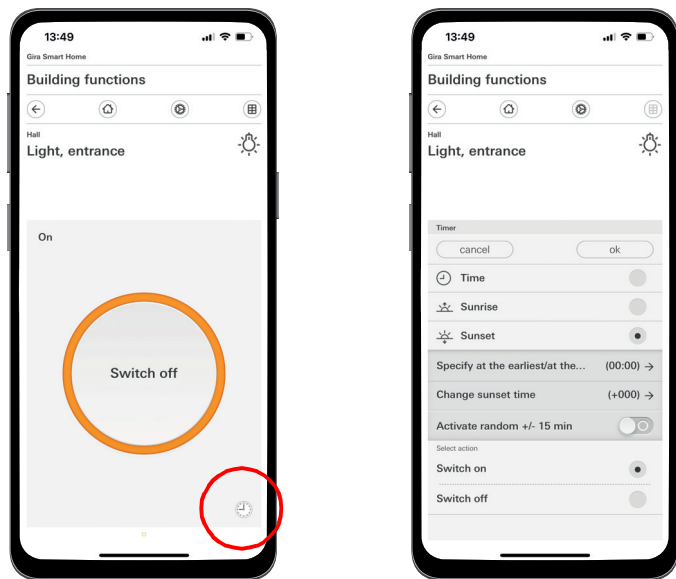 13:49
Gira Smart Home
Building functions
Hall
Light, entrance
On
Switch off
13:49
Gira Smart Home
Building functions
Hall
Light, entrance
Timer
cancel ok
Time
Sunrise
Sunset
Specify at the earliest/at the... (00:00) →
Change sunset time (+000) →
Activate random +/- 15 min
Select action
Switch on
Switch off